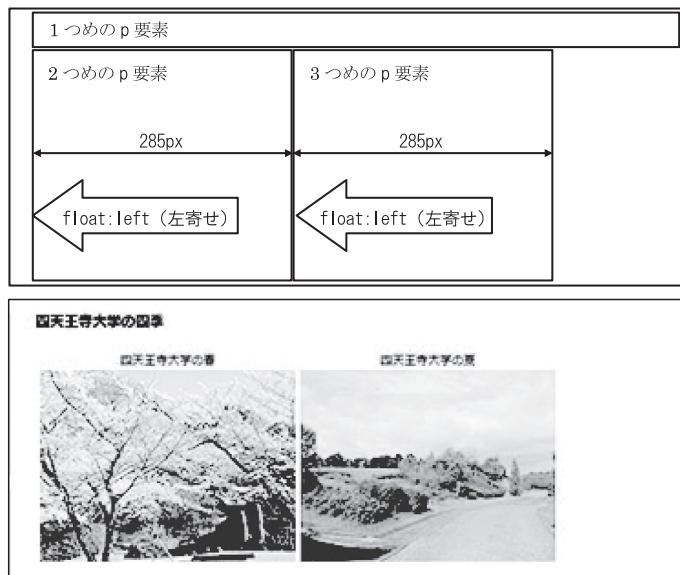 1つめのp要素
2つめのp要素
3つめのp要素
285px
285px
float:left（左寄せ）
float:left（左寄せ）
四天王寺大学の四季
四天王寺大学の春
四天王寺大学の夏